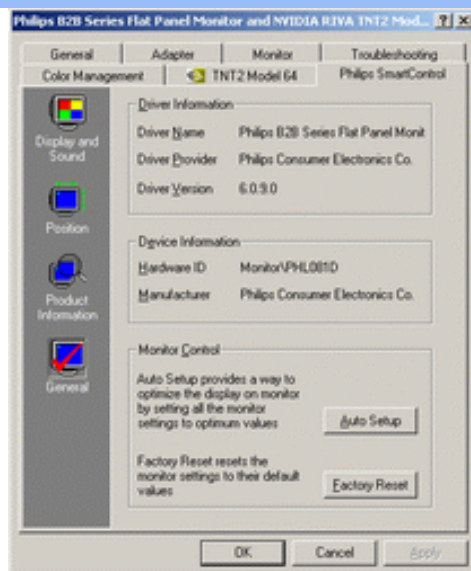 Philips B2B Series Flat Panel Monitor and NVIDIA RIVA TNT2 Mod...
General
Adapter
Monitor
Troubleshooting
Color Management
TNT2 Model 64
Philips SmartControl
Display and
Sound
Position
Product
Information
General
Driver Information
Driver Name Philips B2B Series Flat Panel Monit
Driver Provider Philips Consumer Electronics Co.
Driver Version 6.0.9.0
Device Information
Hardware ID Monitor\PHL081D
Manufacturer Philips Consumer Electronics Co.
Monitor Control
Auto Setup provides a way to
optimize the display on monitor
by setting all the monitor
settings to optimum values
Auto Setup
Factory Reset resets the
monitor settings to their default
values
Factory Reset
OK
Cancel
Apply